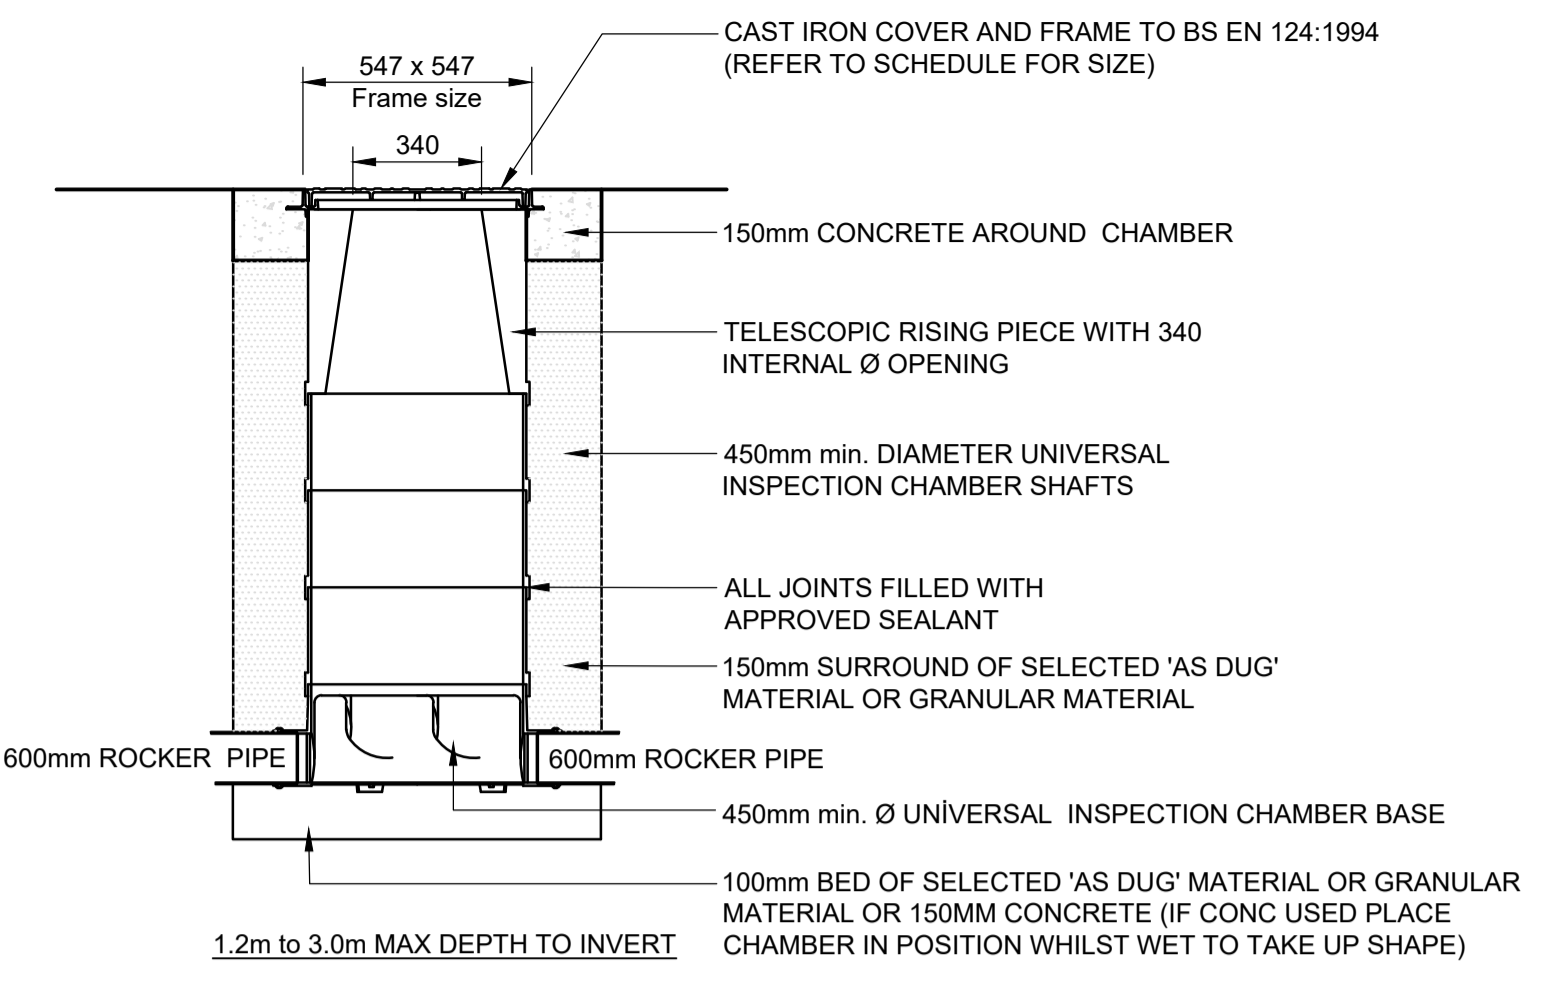 CAST IRON COVER AND FRAME TO BS EN 124:1994
(REFER TO SCHEDULE FOR SIZE)
547 x 547
Frame size
340
150mm CONCRETE AROUND CHAMBER
TELESCOPIC RISING PIECE WITH 340
INTERNAL Ø OPENING
450mm min. DIAMETER UNIVERSAL
INSPECTION CHAMBER SHAFTS
ALL JOINTS FILLED WITH
APPROVED SEALANT
150mm SURROUND OF SELECTED 'AS DUG'
MATERIAL OR GRANULAR MATERIAL
600mm ROCKER PIPE
600mm ROCKER PIPE
450mm min. Ø UNİVERSAL INSPECTION CHAMBER BASE
100mm BED OF SELECTED 'AS DUG' MATERIAL OR GRANULAR
MATERIAL OR 150MM CONCRETE (IF CONC USED PLACE
CHAMBER IN POSITION WHILST WET TO TAKE UP SHAPE)
1.2m to 3.0m MAX DEPTH TO INVERT